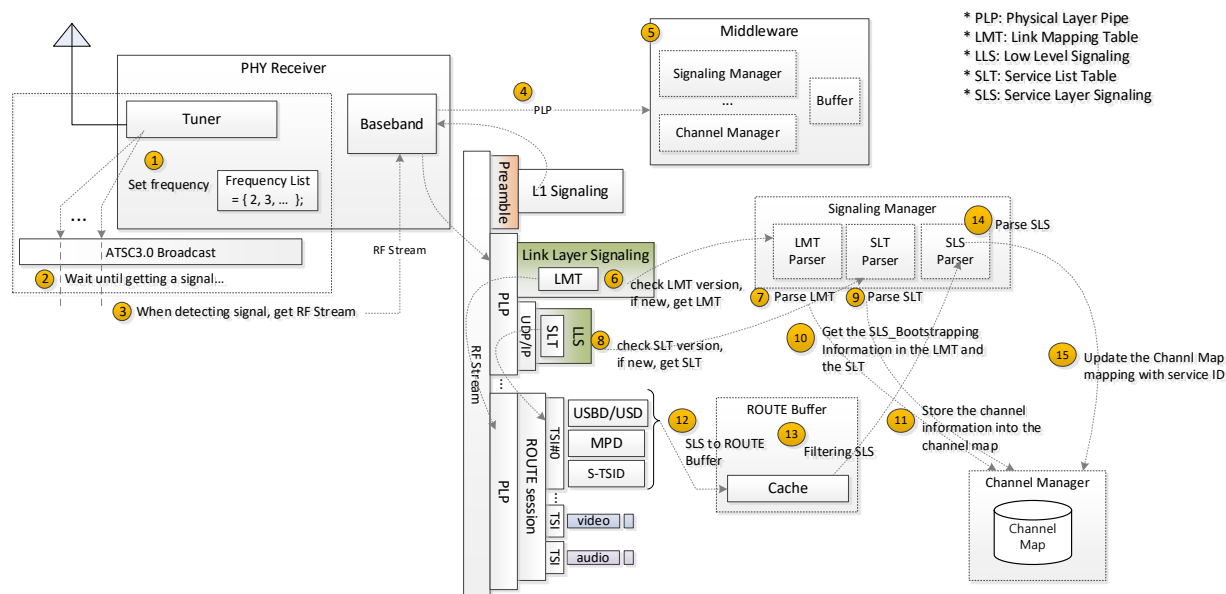 * PLP: Physical Layer Pipe
* LMT: Link Mapping Table
* LLS: Low Level Signaling
* SLT: Service List Table
* SLS: Service Layer Signaling
PHY Receiver
Tuner
Baseband
1
Set frequency
Frequency List
= { 2, 3, ... };
...
ATSC3.0 Broadcast
2 Wait until getting a signal...
3 When detecting signal, get RF Stream
RF Stream
4
PLP
5 Middleware
Signaling Manager
...
Channel Manager
Buffer
RF Stream
Preamble
L1 Signaling
PLP
Link Layer Signaling
LMT
6 check LMT version,
if new, get LMT
UDP/IP
SLT
LLS
8 check SLT version,
if new, get SLT
...
PLP
ROUTE session
TSI#0
USBD/USD
MPD
S-TSID
...
TSI
video
TSI
audio
12
SLS to ROUTE
Buffer
ROUTE Buffer
13
Filtering SLS
Cache
Signaling Manager
LMT
Parser
SLT
Parser
SLS
Parser
14
Parse SLS
7 Parse LMT
9 Parse SLT
10 Get the SLS_Bootstrapping
Information in the LMT and
the SLT
11 Store the channel
information into the
channel map
15 Update the Channl Map
mapping with service ID
Channel Manager
Channel
Map